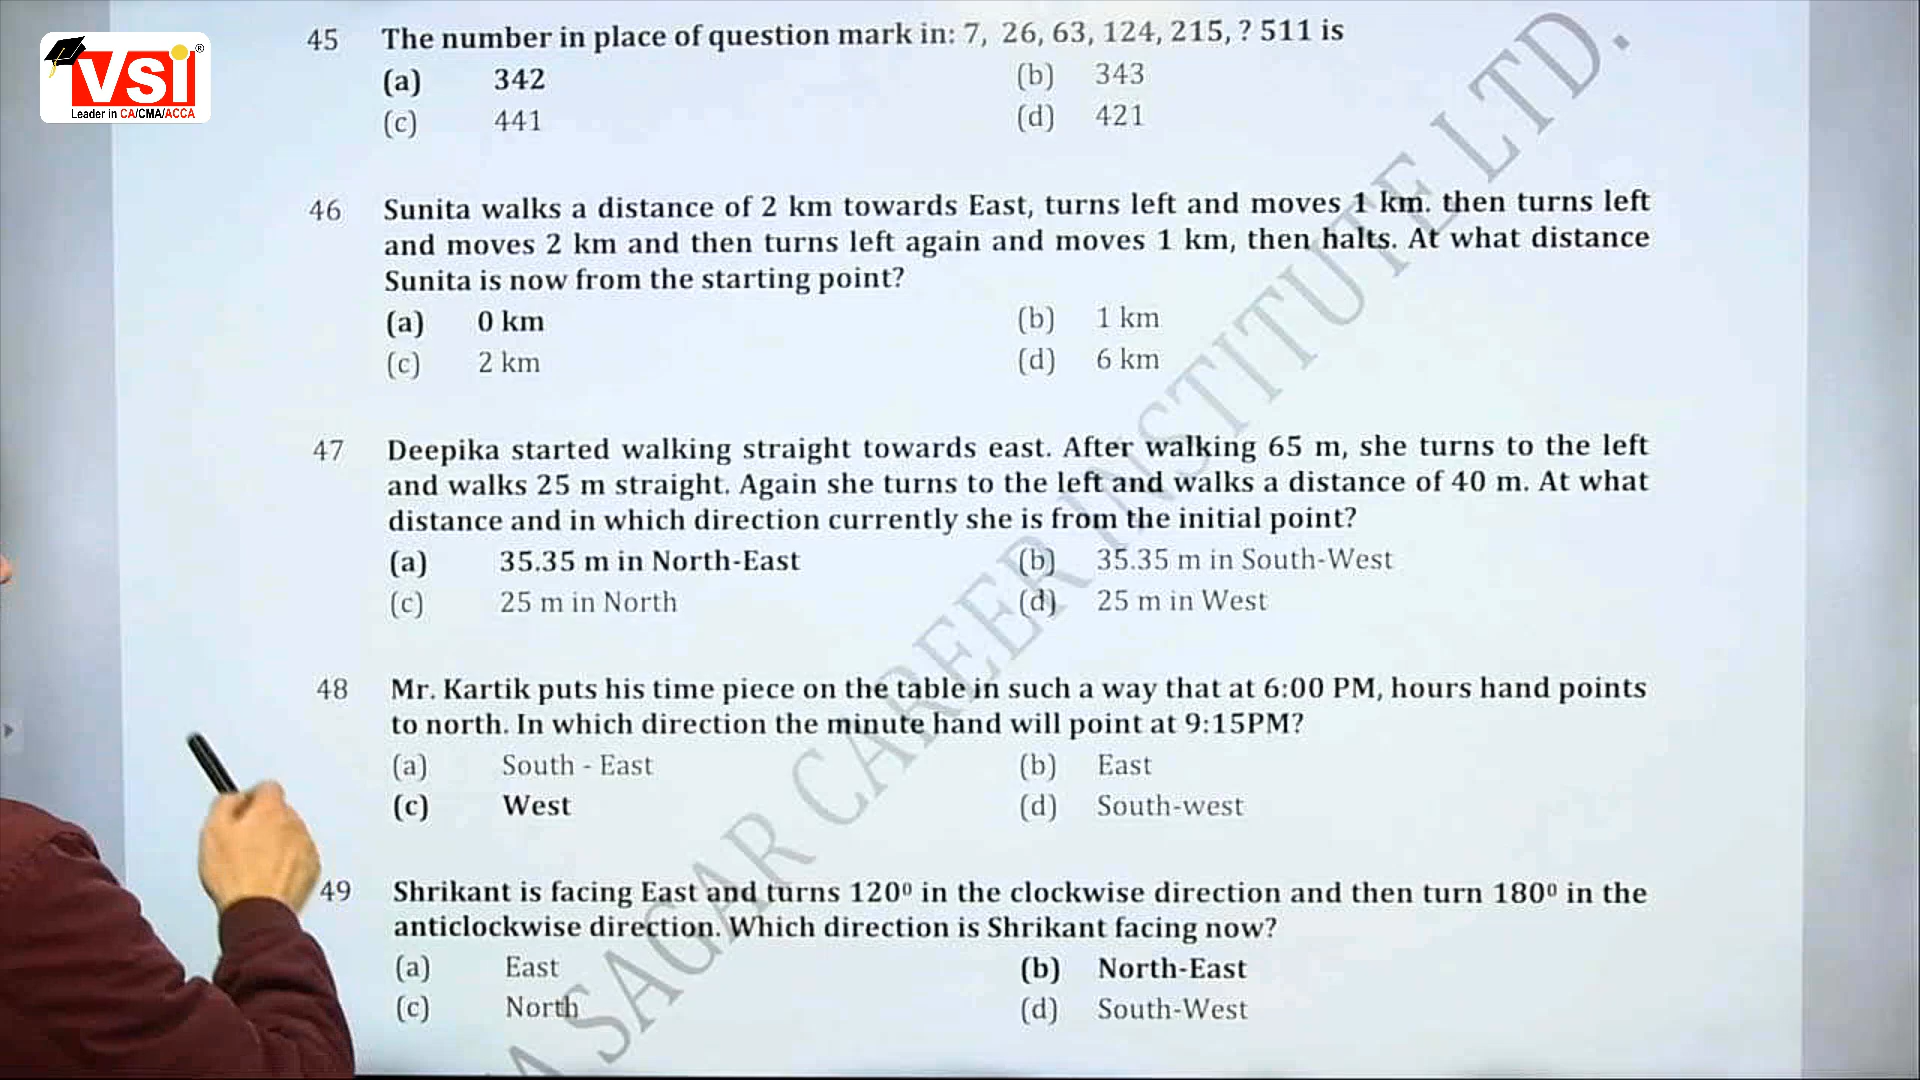 VSI®
Leader in CA/CMA/ACCA
45 The number in place of question mark in: 7, 26, 63, 124, 215, ? 511 is
(a) 342 (b) 343
(c) 441 (d) 421
46 Sunita walks a distance of 2 km towards East, turns left and moves 1 km. then turns left
and moves 2 km and then turns left again and moves 1 km, then halts. At what distance
Sunita is now from the starting point?
(a) 0 km (b) 1 km
(c) 2 km (d) 6 km
47 Deepika started walking straight towards east. After walking 65 m, she turns to the left
and walks 25 m straight. Again she turns to the left and walks a distance of 40 m. At what
distance and in which direction currently she is from the initial point?
(a) 35.35 m in North-East (b) 35.35 m in South-West
(c) 25 m in North (d) 25 m in West
48 Mr. Kartik puts his time piece on the table in such a way that at 6:00 PM, hours hand points
to north. In which direction the minute hand will point at 9:15PM?
(a) South - East (b) East
(c) West (d) South-west
49 Shrikant is facing East and turns 120⁰ in the clockwise direction and then turn 180⁰ in the
anticlockwise direction. Which direction is Shrikant facing now?
(a) East (b) North-East
(c) North (d) South-West
A SAGAR CAREER INSTITUTE LTD.